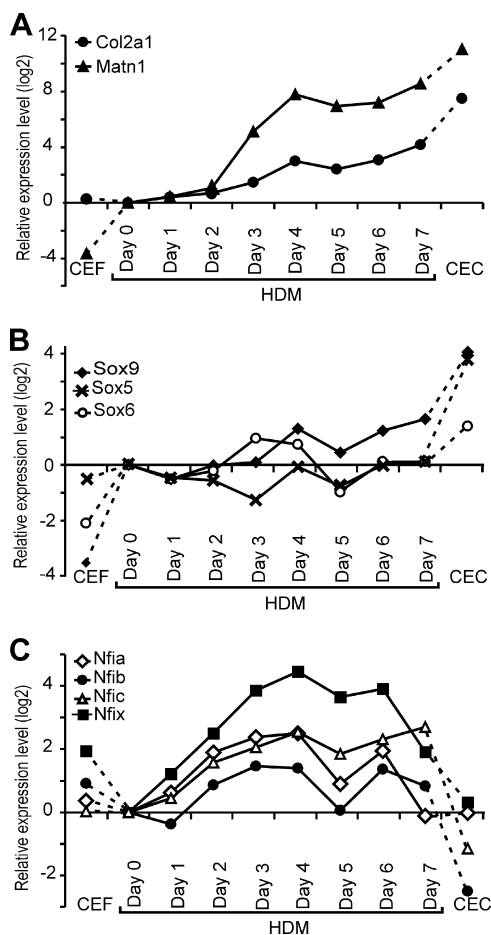 A
Relative expression level (log2)
12
8
4
0
-4
Col2a1
Matn1
CEF
Day 0
Day 1
Day 2
Day 3
Day 4
Day 5
Day 6
Day 7
CEC
HDM
B
Relative expression level (log2)
4
2
0
-2
-4
Sox9
Sox5
Sox6
CEF
Day 0
Day 1
Day 2
Day 3
Day 4
Day 5
Day 6
Day 7
CEC
HDM
C
Relative expression level (log2)
4
2
0
-2
Nfia
Nfib
Nfic
Nfix
CEF
Day 0
Day 1
Day 2
Day 3
Day 4
Day 5
Day 6
Day 7
CEC
HDM